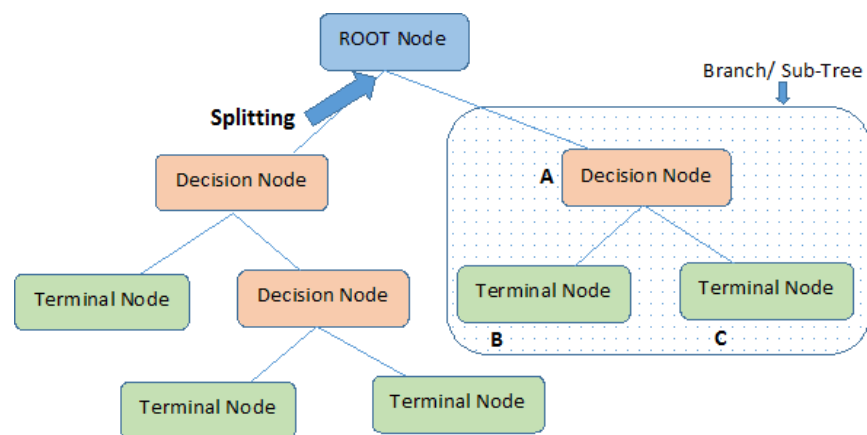 ROOT Node
Branch/ Sub-Tree
Splitting
Decision Node
A
Decision Node
Terminal Node
Decision Node
Terminal Node
Terminal Node
B
C
Terminal Node
Terminal Node